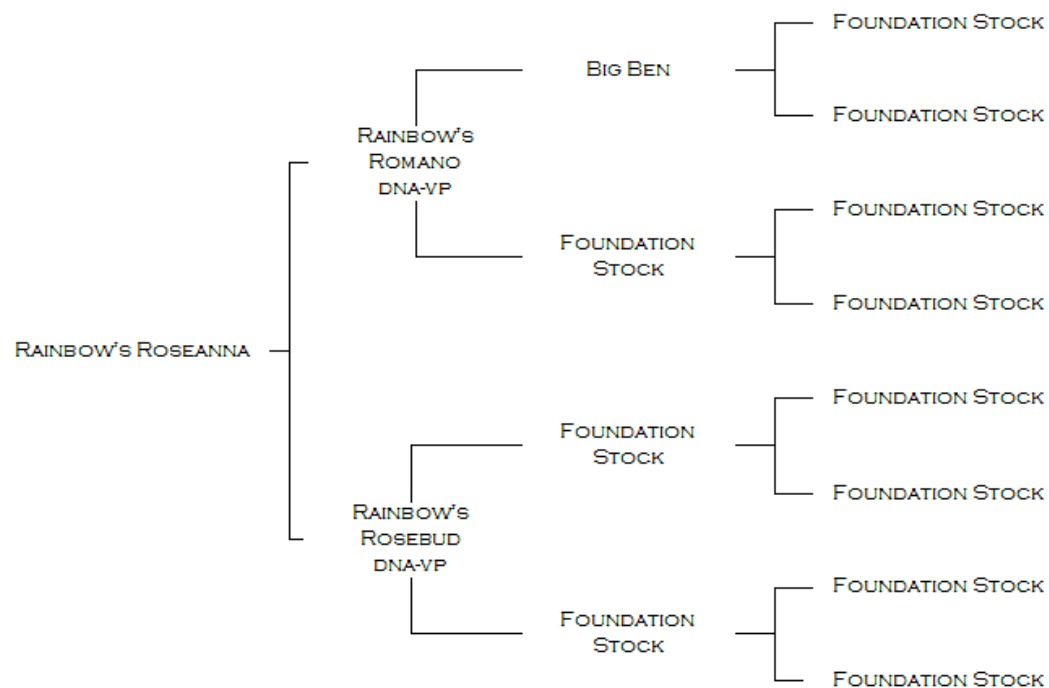 Foundation Stock
Big Ben
Foundation Stock
Rainbow's
Romano
DNA-VP
Foundation Stock
Foundation
Stock
Foundation Stock
Rainbow's Roseanna
Foundation Stock
Foundation
Stock
Foundation Stock
Rainbow's
Rosebud
DNA-VP
Foundation Stock
Foundation
Stock
Foundation Stock